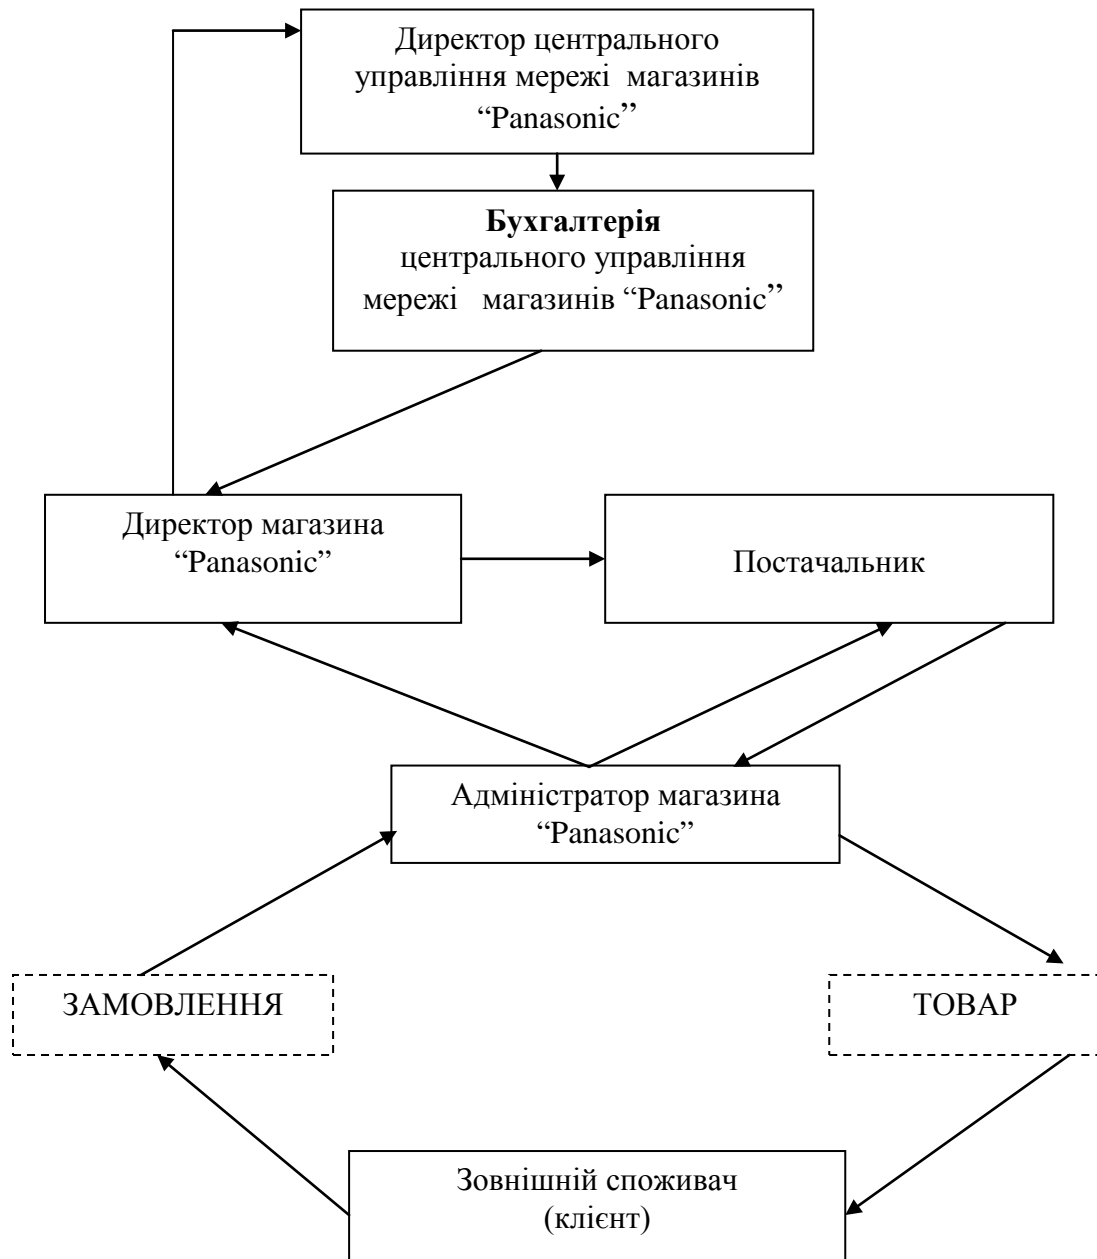 Директор центрального
управління мережі магазинів
“Panasonic”
Бухгалтерія
центрального управління
мережі магазинів “Panasonic”
Директор магазина
“Panasonic”
Постачальник
Адміністратор магазина
“Panasonic”
ЗАМОВЛЕННЯ
ТОВАР
Зовнішній споживач
(клієнт)